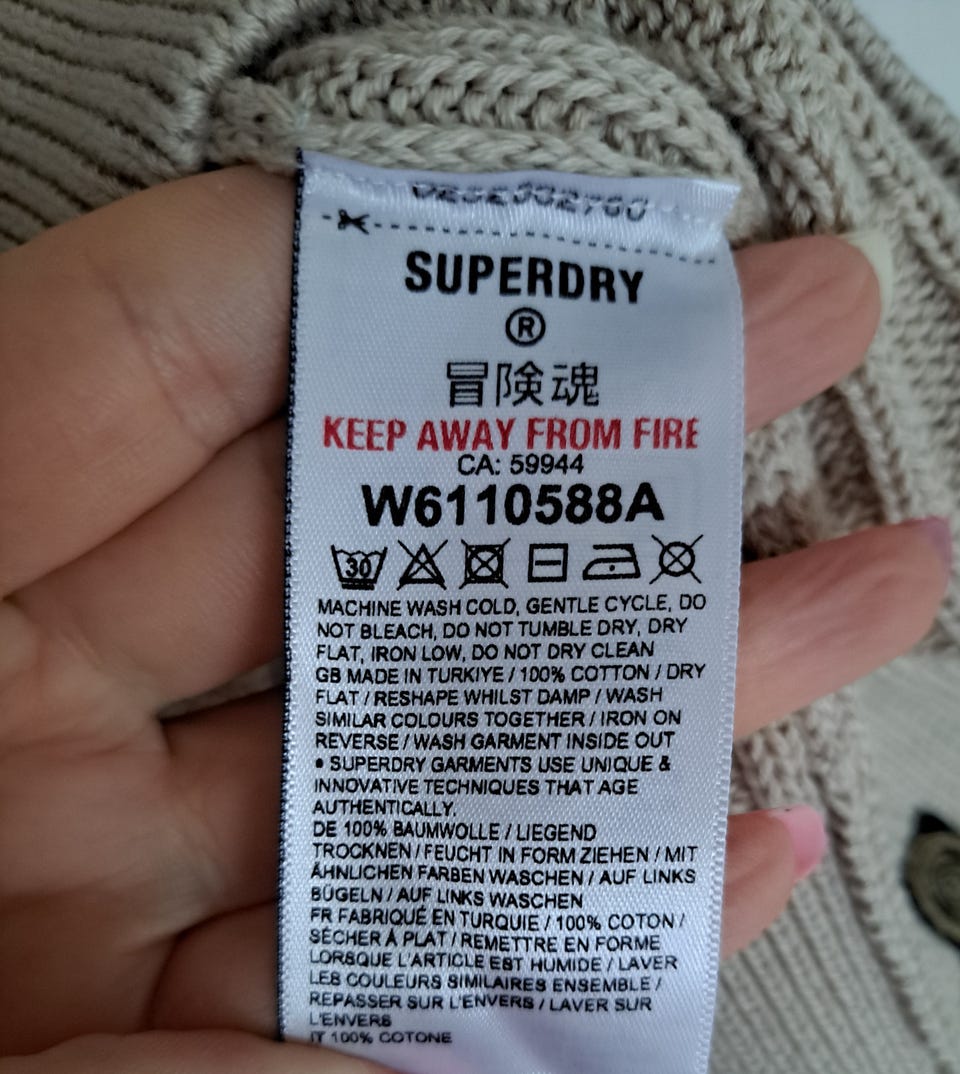 SUPERDRY
®
冒険魂
KEEP AWAY FROM FIRE
CA: 59944
W6110588A
30
MACHINE WASH COLD, GENTLE CYCLE, DO
NOT BLEACH, DO NOT TUMBLE DRY, DRY
FLAT, IRON LOW, DO NOT DRY CLEAN
GB MADE IN TURKIYE / 100% COTTON / DRY
FLAT / RESHAPE WHILST DAMP / WASH
SIMILAR COLOURS TOGETHER / IRON ON
REVERSE / WASH GARMENT INSIDE OUT
• SUPERDRY GARMENTS USE UNIQUE &
INNOVATIVE TECHNIQUES THAT AGE
AUTHENTICALLY.
DE 100% BAUMWOLLE / LIEGEND
TROCKNEN / FEUCHT IN FORM ZIEHEN / MIT
ÄHNLICHEN FARBEN WASCHEN / AUF LINKS
BÜGELN / AUF LINKS WASCHEN
FR FABRIQUÉ EN TURQUIE / 100% COTON /
SÉCHER À PLAT / REMETTRE EN FORME
LORSQUE L'ARTICLE EST HUMIDE / LAVER
LES COULEURS SIMILAIRES ENSEMBLE /
REPASSER SUR L'ENVERS / LAVER SUR
L'ENVERS
IT 100% COTONE